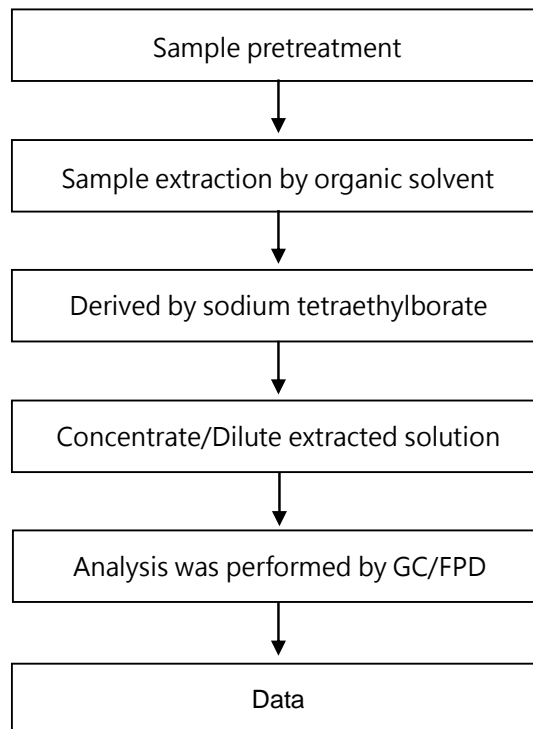 Sample pretreatment
Sample extraction by organic solvent
Derived by sodium tetraethylborate
Concentrate/Dilute extracted solution
Analysis was performed by GC/FPD
Data